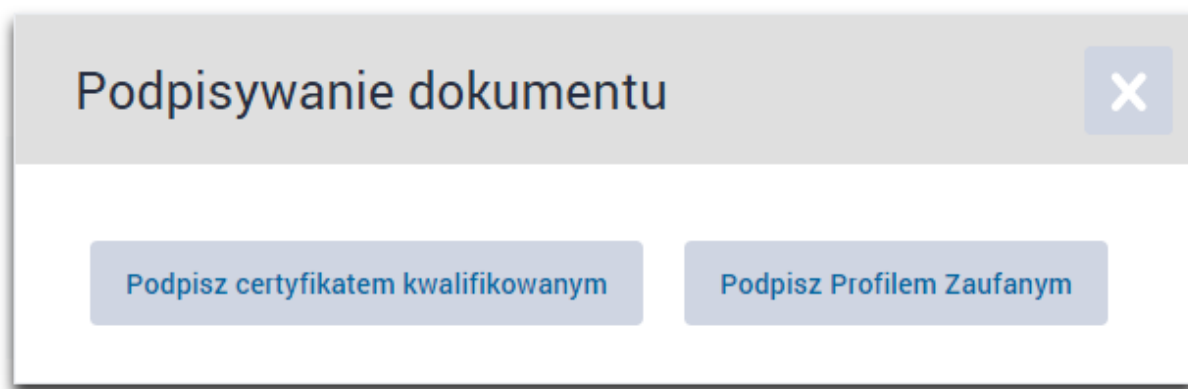 Podpisywanie dokumentu
Podpisz certyfikatem kwalifikowanym
Podpisz Profilem Zaufanym